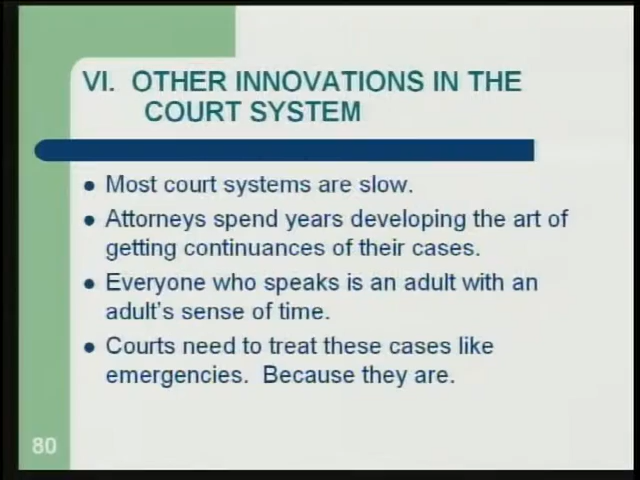 VI. OTHER INNOVATIONS IN THE
COURT SYSTEM
• Most court systems are slow.
• Attorneys spend years developing the art of
getting continuances of their cases.
• Everyone who speaks is an adult with an
adult's sense of time.
• Courts need to treat these cases like
emergencies. Because they are.
80